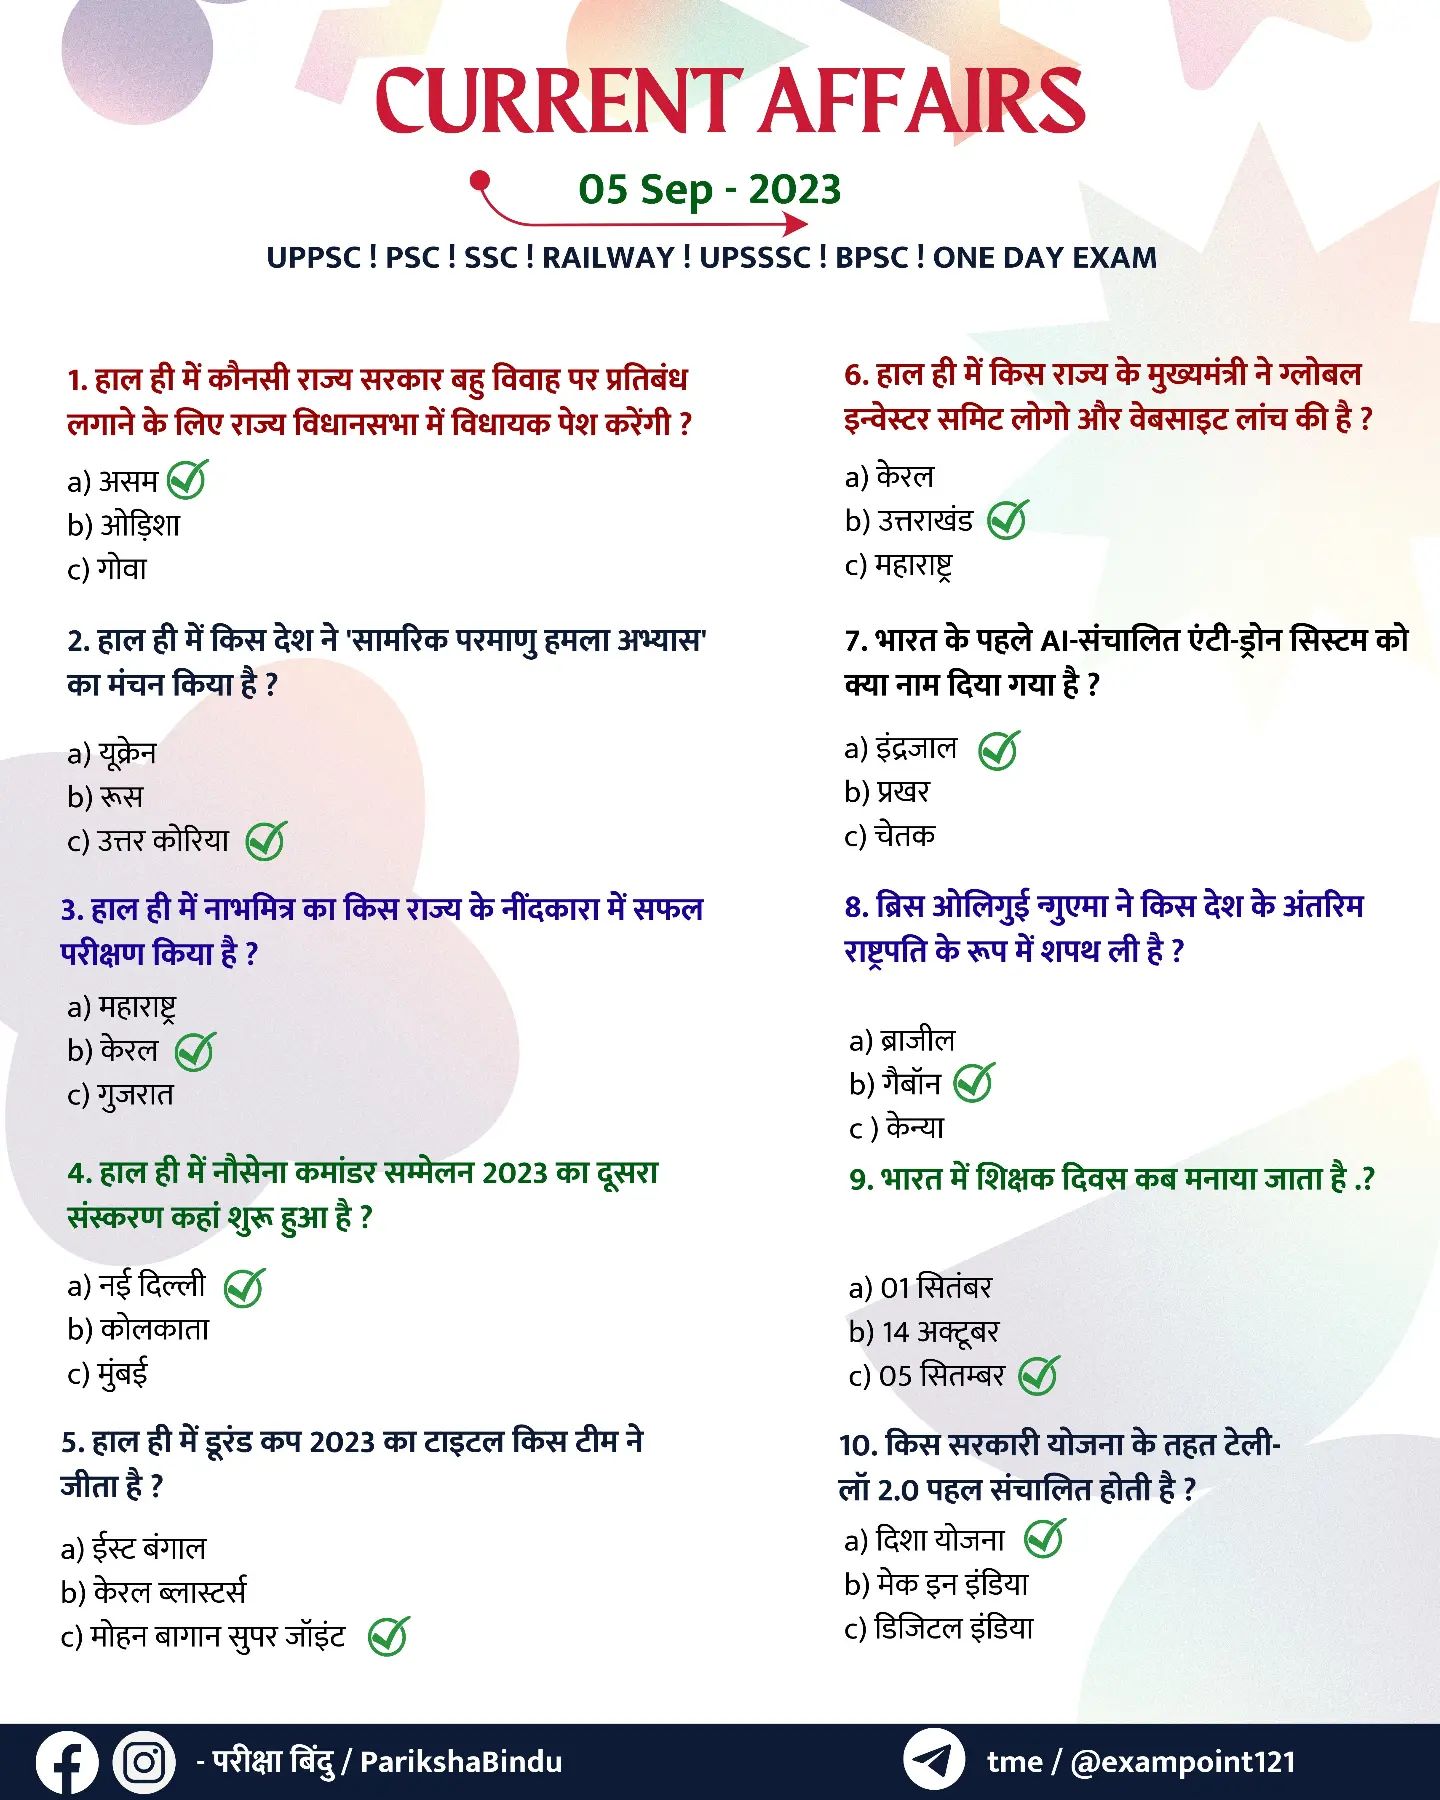 CURRENT AFFAIRS
05 Sep - 2023
UPPSC ! PSC ! SSC ! RAILWAY ! UPSSSC ! BPSC ! ONE DAY EXAM
1. हाल ही में कौनसी राज्य सरकार बहु विवाह पर प्रतिबंध
लगाने के लिए राज्य विधानसभा में विधायक पेश करेंगी ?
a) असम
b) ओड़िशा
c) गोवा
2. हाल ही में किस देश ने 'सामरिक परमाणु हमला अभ्यास'
का मंचन किया है ?
a) यूक्रेन
b) रूस
c) उत्तर कोरिया
3. हाल ही में नाभमित्र का किस राज्य के नींदकारा में सफल
परीक्षण किया है ?
a) महाराष्ट्र
b) केरल
c) गुजरात
4. हाल ही में नौसेना कमांडर सम्मेलन 2023 का दूसरा
संस्करण कहां शुरू हुआ है ?
a) नई दिल्ली
b) कोलकाता
c) मुंबई
5. हाल ही में डूरंड कप 2023 का टाइटल किस टीम ने
जीता है ?
a) ईस्ट बंगाल
b) केरल ब्लास्टर्स
c) मोहन बागान सुपर जॉइंट
6. हाल ही में किस राज्य के मुख्यमंत्री ने ग्लोबल
इन्वेस्टर समिट लोगो और वेबसाइट लांच की है ?
a) केरल
b) उत्तराखंड
c) महाराष्ट्र
7. भारत के पहले AI-संचालित एंटी-ड्रोन सिस्टम को
क्या नाम दिया गया है ?
a) इंद्रजाल
b) प्रखर
c) चेतक
8. ब्रिस ओलिगुई न्गुएमा ने किस देश के अंतरिम
राष्ट्रपति के रूप में शपथ ली है ?
a) ब्राजील
b) गैबॉन
c ) केन्या
9. भारत में शिक्षक दिवस कब मनाया जाता है .?
a) 01 सितंबर
b) 14 अक्टूबर
c) 05 सितम्बर
10. किस सरकारी योजना के तहत टेली-
लॉ 2.0 पहल संचालित होती है ?
a) दिशा योजना
b) मेक इन इंडिया
c) डिजिटल इंडिया
- परीक्षा बिंदु / ParikshaBindu
tme / @exampoint121